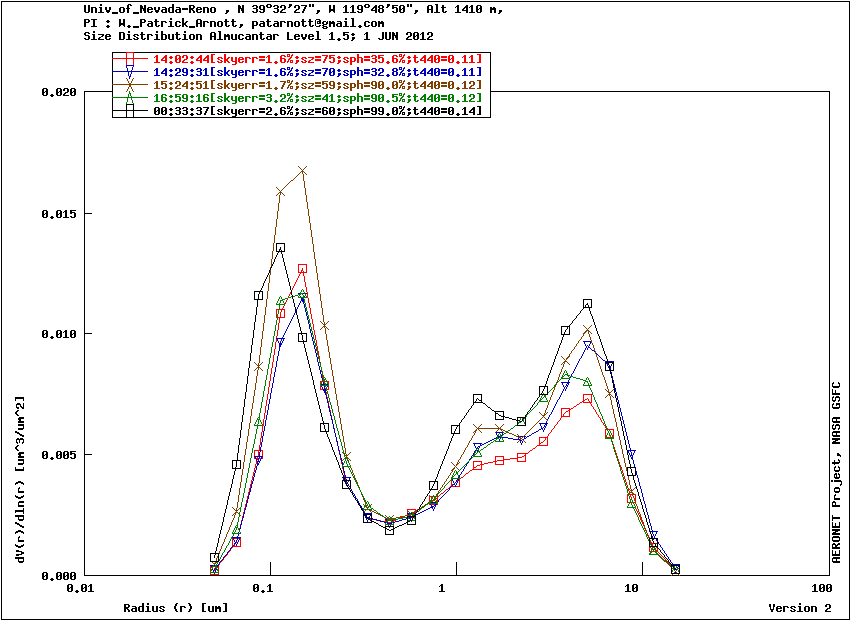 Univ_of_Nevada-Reno , N 39°32'27", W 119°48'50", Alt 1410 m,
PI : W._Patrick_Arnott, patarnott@gmail.com
Size Distribution Almucantar Level 1.5; 1 JUN 2012
14:02:44[skyerr=1.6%;sz=75;sph=35.6%;t440=0.11]
14:29:31[skyerr=1.6%;sz=70;sph=32.8%;t440=0.11]
15:24:51[skyerr=1.7%;sz=59;sph=90.0%;t440=0.12]
16:59:16[skyerr=3.2%;sz=41;sph=90.5%;t440=0.12]
00:33:37[skyerr=2.6%;sz=60;sph=99.0%;t440=0.14]
0.020
0.015
0.010
0.005
0.000
dV(r)/dln(r) [um^3/um^2]
0.01
0.1
1
10
100
Radius (r) [um]
Version 2
AERONET Project, NASA GSFC